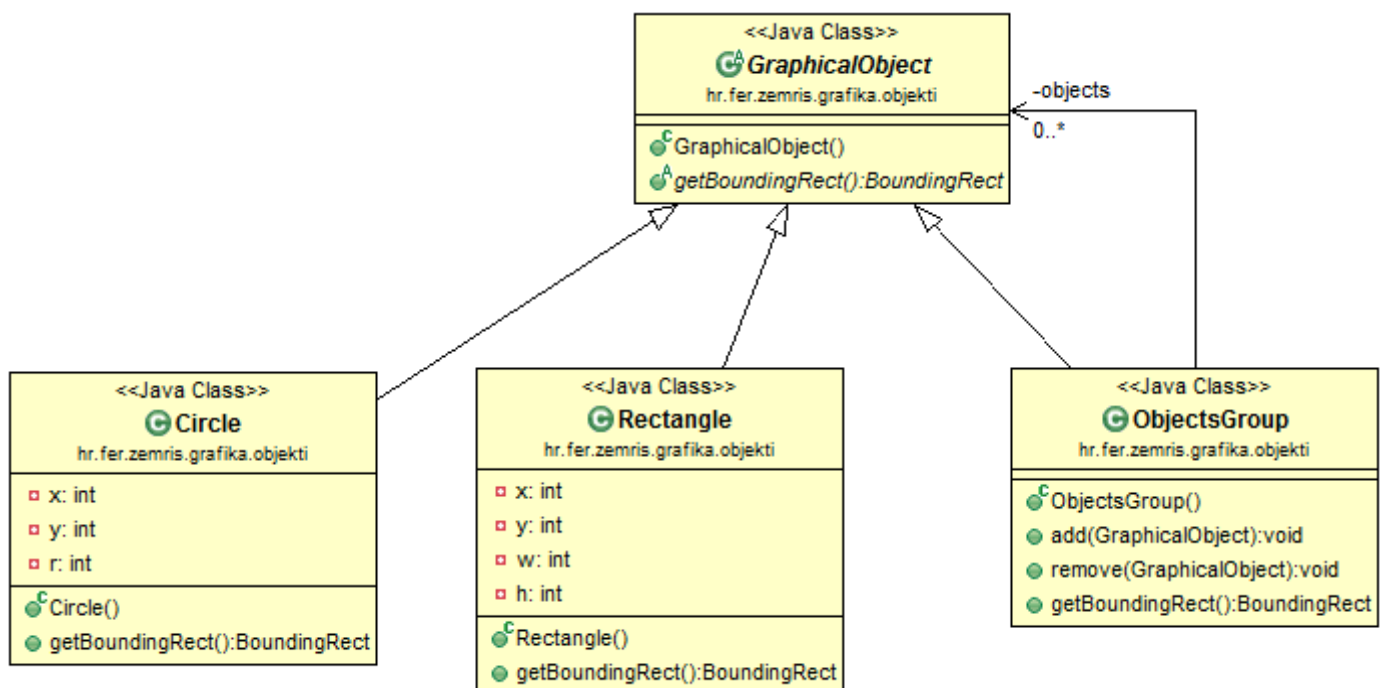 <<Java Class>>
GraphicalObject
hr.fer.zemris.grafika.objekti
GraphicalObject()
getBoundingRect():BoundingRect
-objects
0..*
<<Java Class>>
Circle
hr.fer.zemris.grafika.objekti
x: int
y: int
r: int
Circle()
getBoundingRect():BoundingRect
<<Java Class>>
Rectangle
hr.fer.zemris.grafika.objekti
x: int
y: int
w: int
h: int
Rectangle()
getBoundingRect():BoundingRect
<<Java Class>>
ObjectsGroup
hr.fer.zemris.grafika.objekti
ObjectsGroup()
add(GraphicalObject):void
remove(GraphicalObject):void
getBoundingRect():BoundingRect